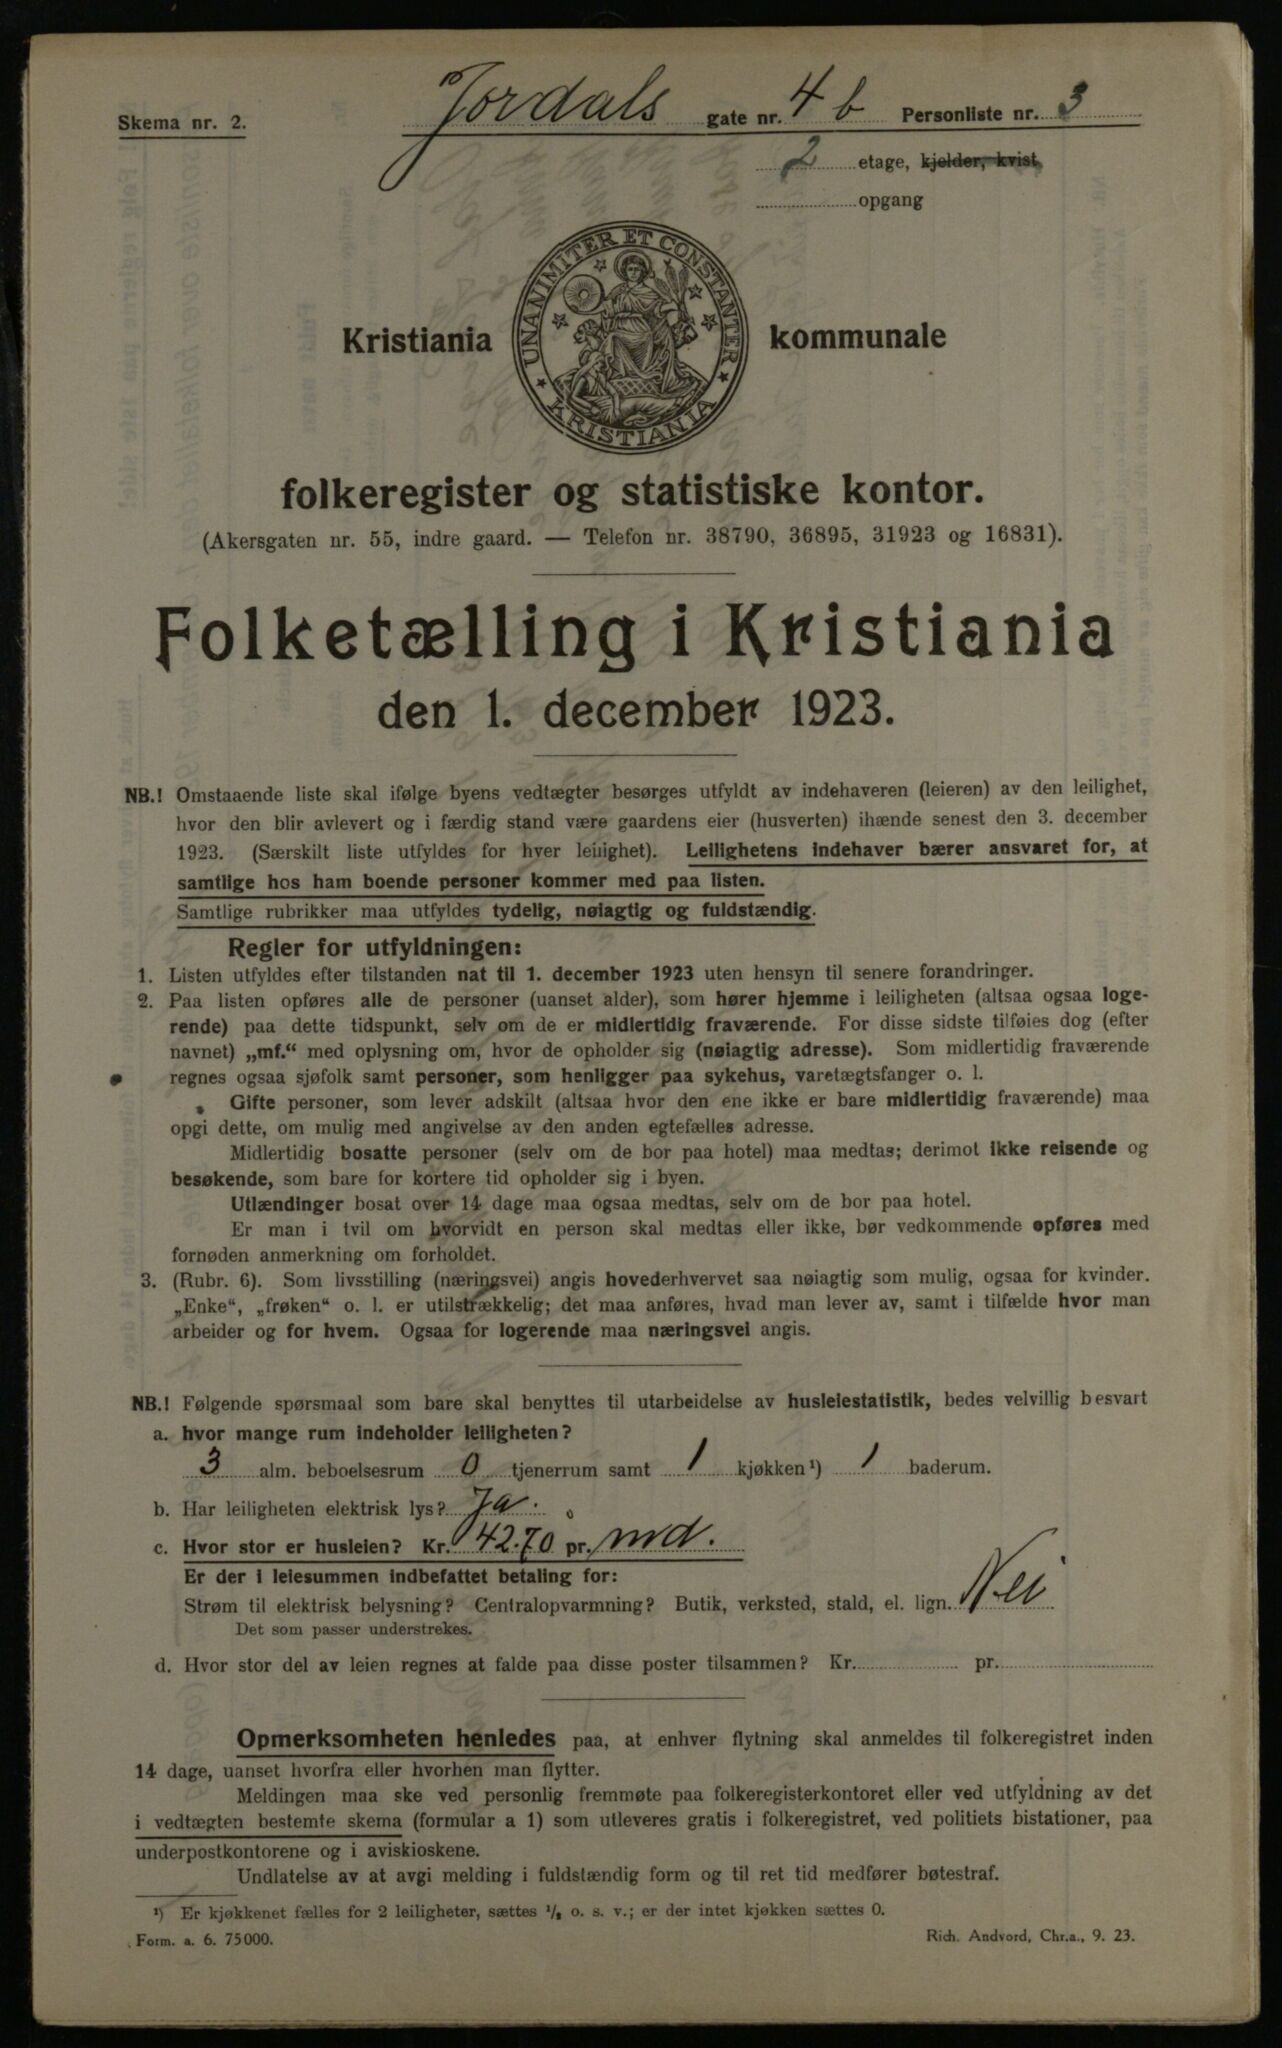 Skema nr. 2.
Jordals gate nr. 4 b Personliste nr. 3
2 etage, kjelder, kvist
opgang
UNANIMITER ET CONSTANTER
KRISTIANIA
Kristiania kommunale
folkeregister og statistiske kontor.
(Akersgaten nr. 55, indre gaard. — Telefon nr. 38790, 36895, 31923 og 16831).
Folketælling i Kristiania
den 1. december 1923.
NB.! Omstaaende liste skal ifølge byens vedtægter besørges utfyldt av indehaveren (leieren) av den leilighet,
hvor den blir avlevert og i færdig stand være gaardens eier (husverten) ihænde senest den 3. december
1923. (Særskilt liste utfyldes for hver leilighet). Leilighetens indehaver bærer ansvaret for, at
samtlige hos ham boende personer kommer med paa listen.
Samtlige rubrikker maa utfyldes tydelig, nøiagtig og fuldstændig.
Regler for utfyldningen:
1. Listen utfyldes efter tilstanden nat til 1. december 1923 uten hensyn til senere forandringer.
2. Paa listen opføres alle de personer (uanset alder), som hører hjemme i leiligheten (altsaa ogsaa loge-
rende) paa dette tidspunkt, selv om de er midlertidig fraværende. For disse sidste tilføies dog (efter
navnet) „mf.“ med oplysning om, hvor de opholder sig (nøiagtig adresse). Som midlertidig fraværende
regnes ogsaa sjøfolk samt personer, som henligger paa sykehus, varetægtsfanger o. l.
Gifte personer, som lever adskilt (altsaa hvor den ene ikke er bare midlertidig fraværende) maa
opgi dette, om mulig med angivelse av den anden egtefælles adresse.
Midlertidig bosatte personer (selv om de bor paa hotel) maa medtas; derimot ikke reisende og
besøkende, som bare for kortere tid opholder sig i byen.
Utlændinger bosat over 14 dage maa ogsaa medtas, selv om de bor paa hotel.
Er man i tvil om hvorvidt en person skal medtas eller ikke, bør vedkommende opføres med
fornøden anmerkning om forholdet.
3. (Rubr. 6). Som livsstilling (næringsvei) angis hovederhvervet saa nøiagtig som mulig, ogsaa for kvinder.
„Enke“, „frøken“ o. l. er utilstrækkelig; det maa anføres, hvad man lever av, samt i tilfælde hvor man
arbeider og for hvem. Ogsaa for logerende maa næringsvei angis.
NB.! Følgende spørsmaal som bare skal benyttes til utarbeidelse av husleiestatistik, bedes velvillig besvart
a. hvor mange rum indeholder leiligheten?
3 alm. beboelsesrum 0 tjenerrum samt 1 kjøkken¹) 1 baderum.
b. Har leiligheten elektrisk lys? Ja.
c. Hvor stor er husleien? Kr. 42.70 pr. md.
Er der i leiesummen indbefattet betaling for:
Strøm til elektrisk belysning? Centralopvarmning? Butik, verksted, stald, el. lign. Nei
Det som passer understrekes.
d. Hvor stor del av leien regnes at falde paa disse poster tilsammen? Kr. pr.
Opmerksomheten henledes paa, at enhver flytning skal anmeldes til folkeregistret inden
14 dage, uanset hvorfra eller hvorhen man flytter.
Meldingen maa ske ved personlig fremmøte paa folkeregisterkontoret eller ved utfyldning av det
i vedtægten bestemte skema (formular a 1) som utleveres gratis i folkeregistret, ved politiets bistationer, paa
underpostkontorene og i aviskioskene.
Undlatelse av at avgi melding i fuldstændig form og til ret tid medfører bøtestraf.
¹) Er kjøkkenet fælles for 2 leiligheter, sættes ½ o. s. v.; er der intet kjøkken sættes 0.
Form. a. 6. 75000. Rich. Andvord, Chr.a., 9. 23.